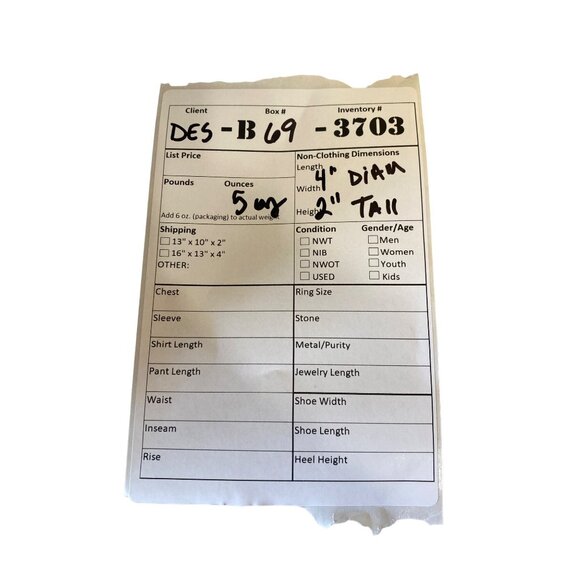 Client Box # Inventory #
DES -B 69 -3703
List Price
Non-Clothing Dimensions
Length
4" DIAM
Width
Pounds Ounces
5 oz
Height
2" Tall
Add 6 oz. (packaging) to actual weight
Shipping
13" x 10" x 2"
16" x 13" x 4"
OTHER:
Condition Gender/Age
NWT Men
NIB Women
NWOT Youth
USED Kids
Chest Ring Size
Sleeve Stone
Shirt Length Metal/Purity
Pant Length Jewelry Length
Waist Shoe Width
Inseam Shoe Length
Rise Heel Height